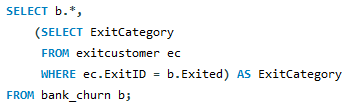 SELECT b.*,
    (SELECT ExitCategory
     FROM exitcustomer ec
     WHERE ec.ExitID = b.Exited) AS ExitCategory
FROM bank_churn b;